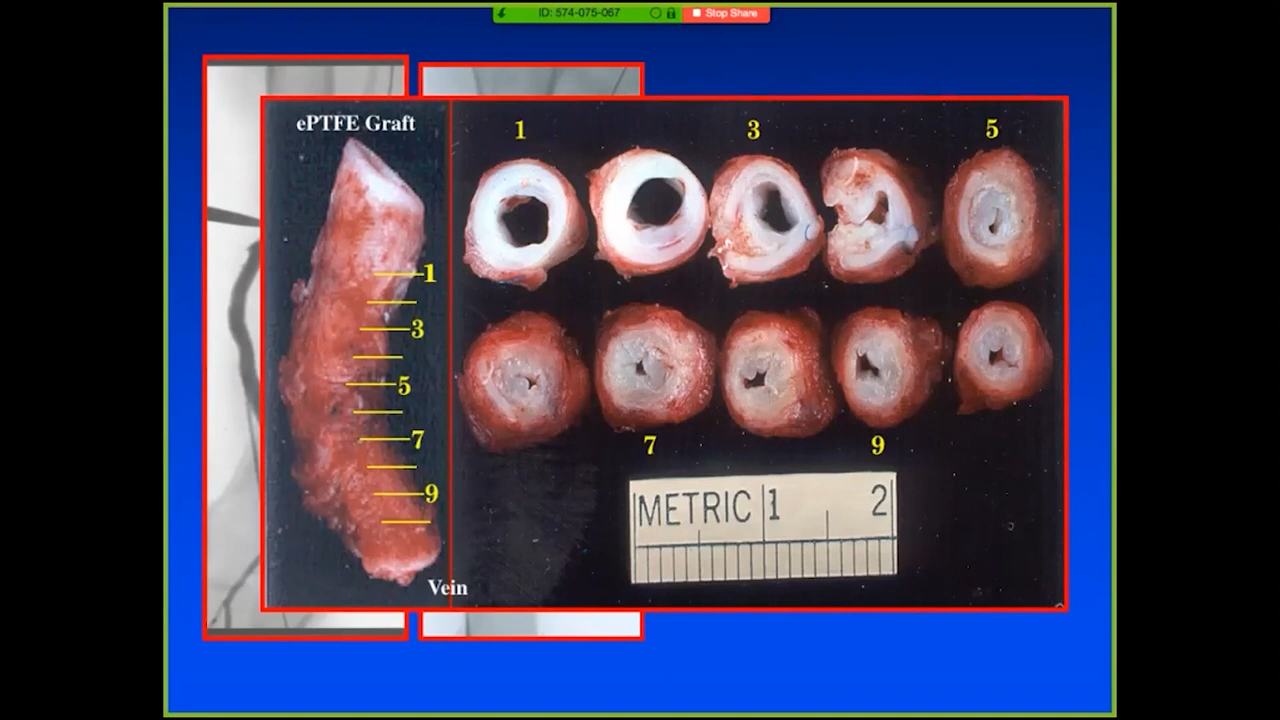 ID: 574-075-067
Stop Share
ePTFE Graft
1
3
5
7
9
Vein
1 3 5
7 9
METRIC 1 2